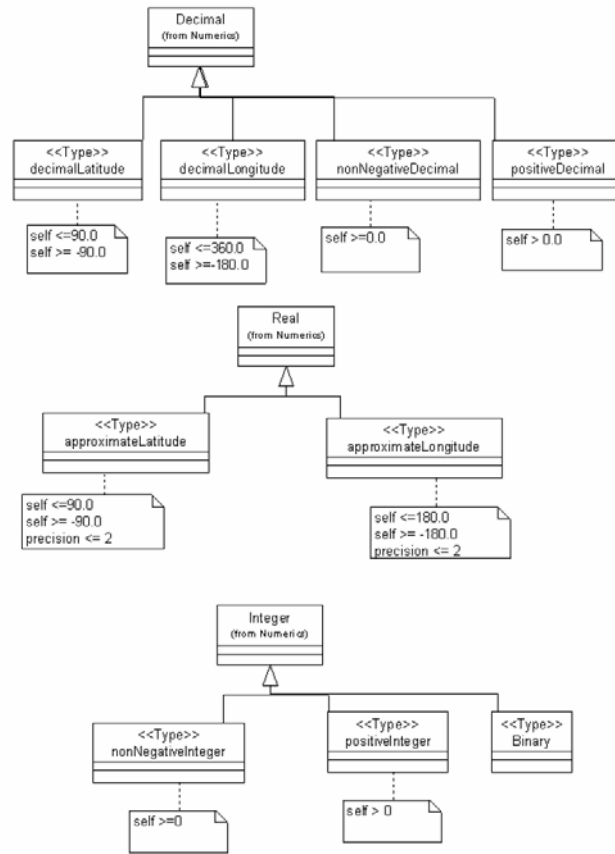 Decimal
(from Numerics)
<<Type>>
decimalLatitude
<<Type>>
decimalLongitude
<<Type>>
nonNegativeDecimal
<<Type>>
positiveDecimal
self <=90.0
self >= -90.0
self <=360.0
self >=-180.0
self >=0.0
self > 0.0
Real
(from Numerics)
<<Type>>
approximateLatitude
<<Type>>
approximateLongitude
self <=90.0
self >= -90.0
precision <= 2
self <=180.0
self >= -180.0
precision <= 2
Integer
(from Numerics)
<<Type>>
nonNegativeInteger
<<Type>>
positiveInteger
<<Type>>
Binary
self >=0
self > 0